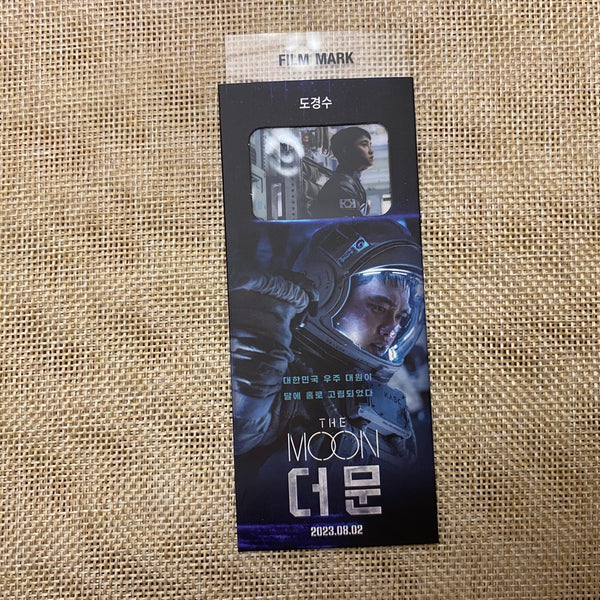 FILM MARK
도경수
대한민국 우주 대원이
달에 홀로 고립되었다
THE
MOON
더 문
2023.08.02